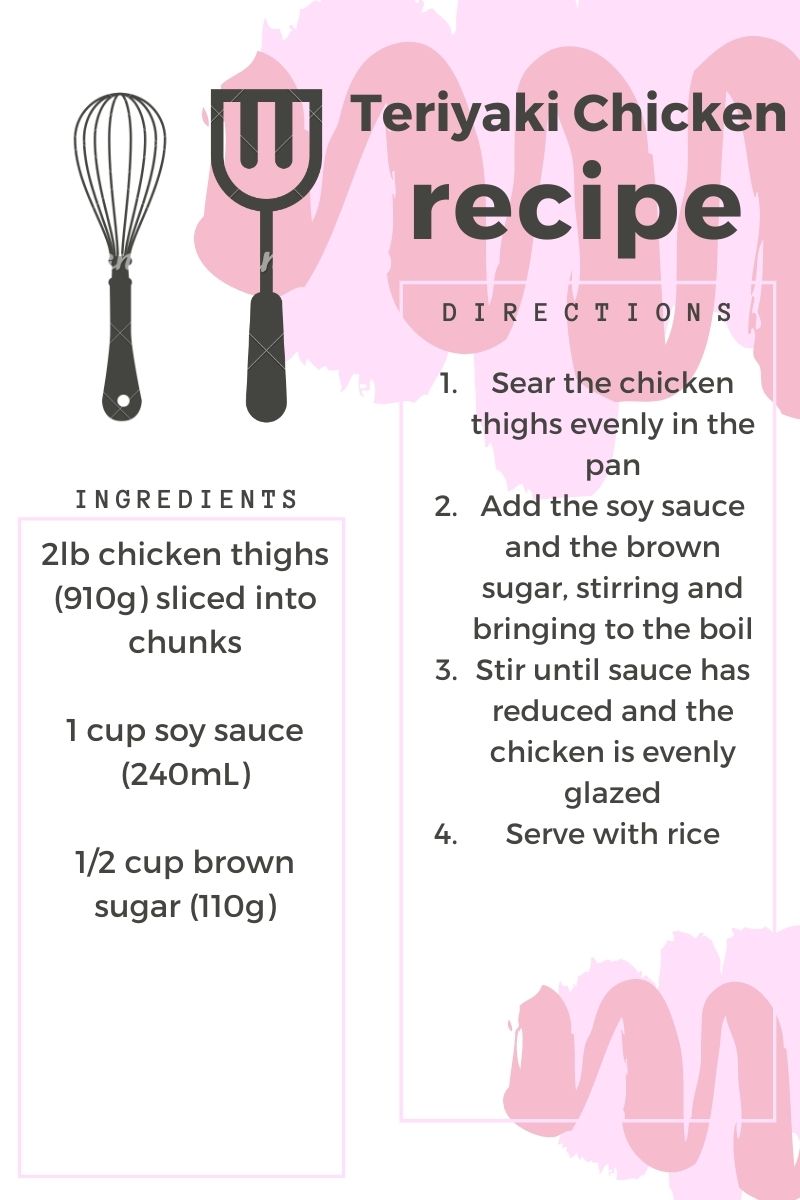 Teriyaki Chicken
recipe
DIRECTIONS
1. Sear the chicken
thighs evenly in the
pan
2. Add the soy sauce
and the brown
sugar, stirring and
bringing to the boil
3. Stir until sauce has
reduced and the
chicken is evenly
glazed
4. Serve with rice
INGREDIENTS
2lb chicken thighs
(910g) sliced into
chunks
1 cup soy sauce
(240mL)
1/2 cup brown
sugar (110g)